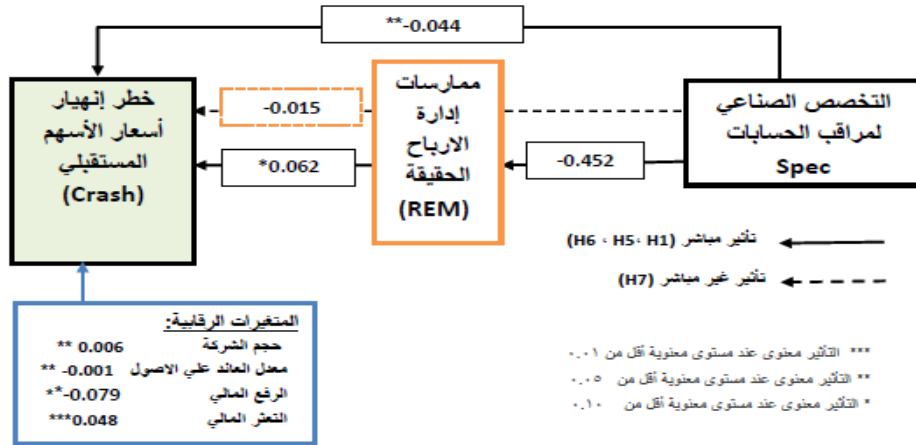 **-0.044
خطر إنهيار
أسعار الأسهم
المستقبلي
(Crash)
-0.015
*0.062
ممارسات
إدارة
الارباح
الحقيقة
(REM)
-0.452
التخصص الصناعي
لمراقب الحسابات
Spec
تأثير مباشر (H6 ، H5، H1)
تأثير غير مباشر (H7)
المتغيرات الرقابية:
حجم الشركة 0.006 **
معدل العائد علي الاصول -0.001 **
الرفع المالي -0.079**
التعثر المالي 0.048***
*** التأثير معنوى عند مستوى معنوية أقل من ٠.٠١
** التأثير معنوى عند مستوى معنوية أقل من ٠.٠٥
* التأثير معنوى عند مستوى معنوية أقل من ٠.١٠